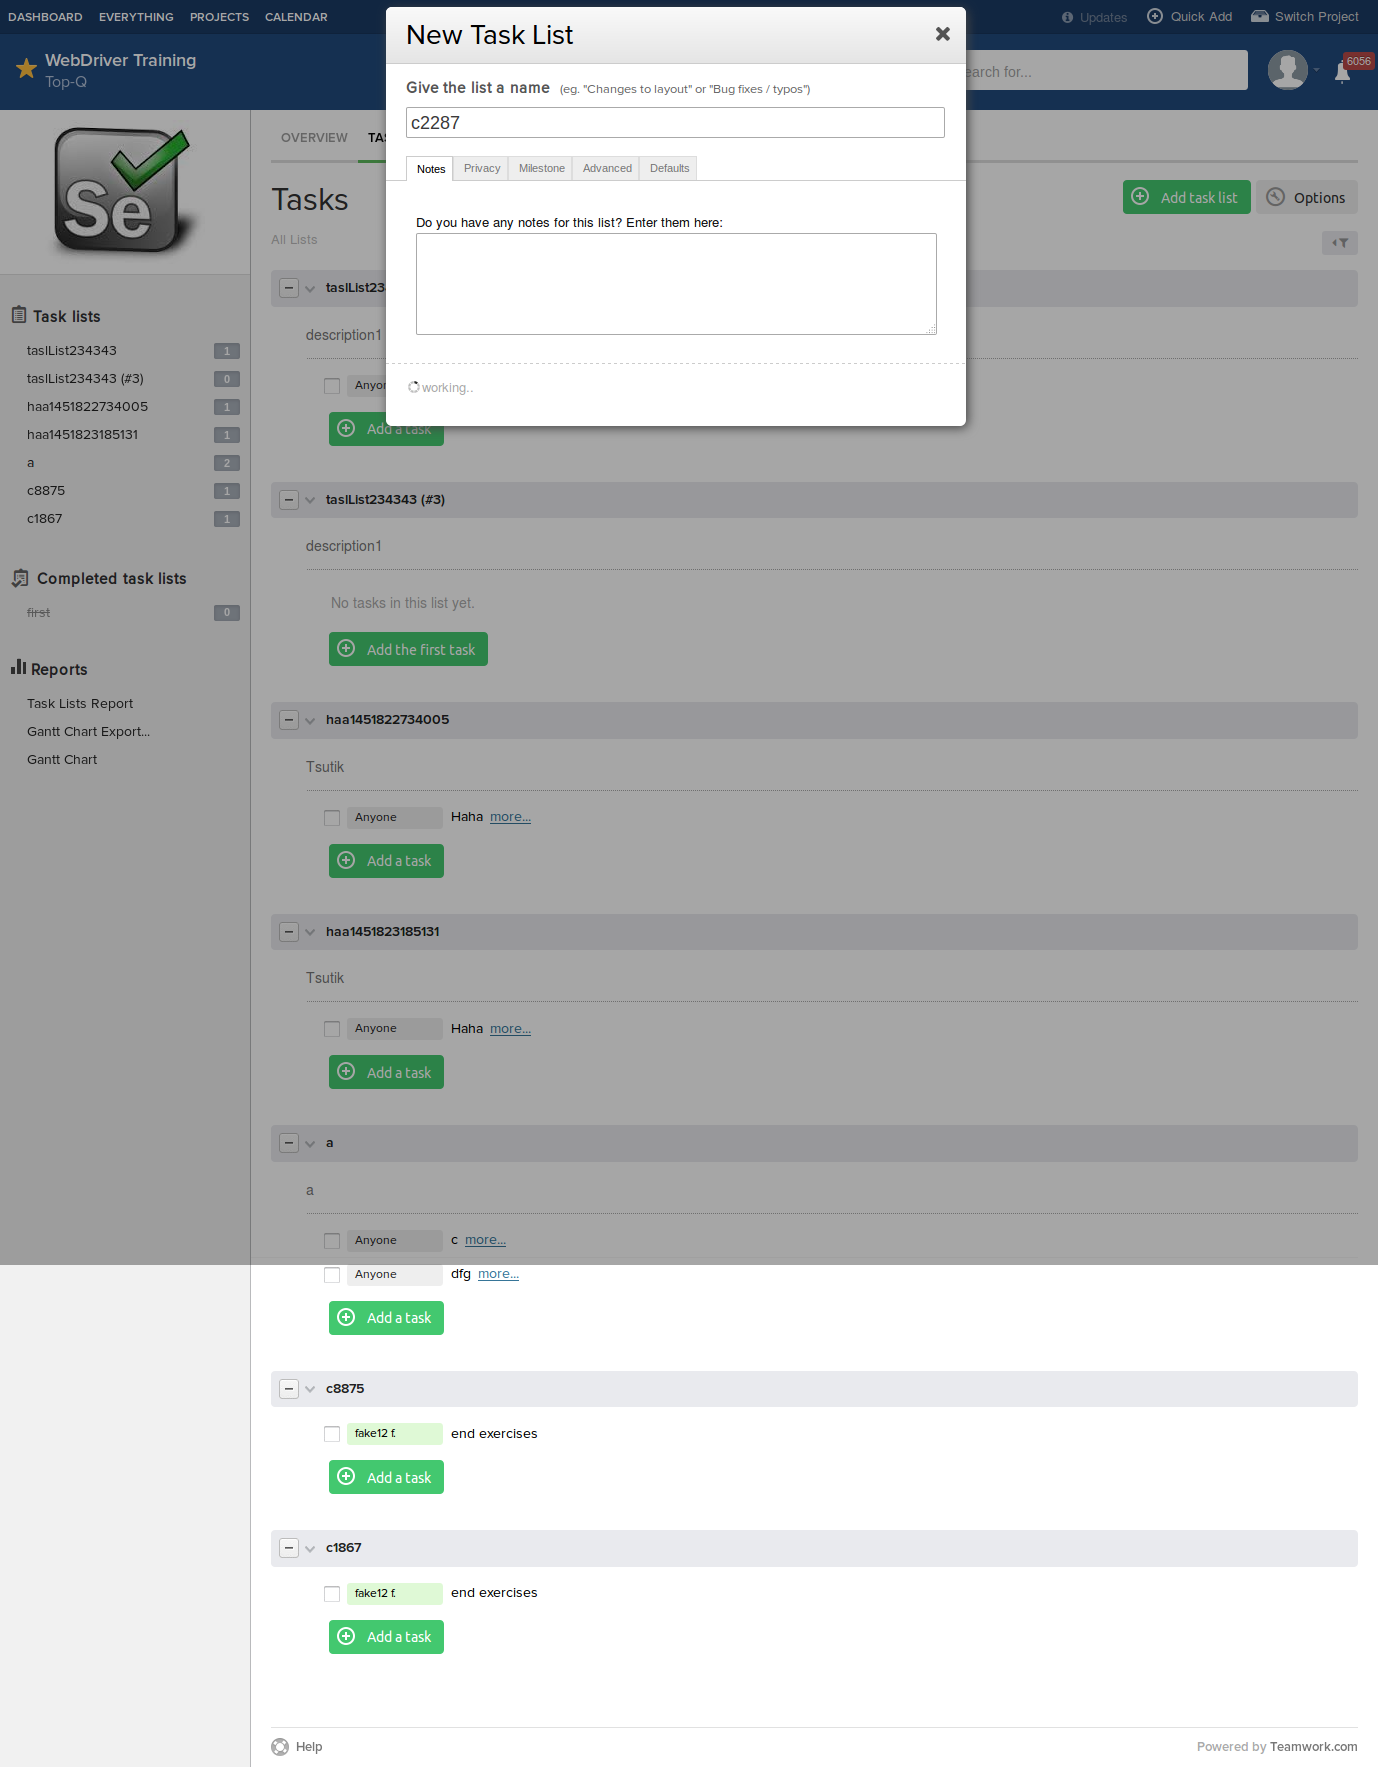 DASHBOARD EVERYTHING PROJECTS CALENDAR
Updates Quick Add Switch Project
WebDriver Training
Top-Q
earch for...
6056
New Task List
Give the list a name (eg. "Changes to layout" or "Bug fixes / typos")
c2287
Notes Privacy Milestone Advanced Defaults
Do you have any notes for this list? Enter them here:
working..
Se
Task lists
taslList234343 1
taslList234343 (#3) 0
haa1451822734005 1
haa1451823185131 1
a 2
c8875 1
c1867 1
Completed task lists
first 0
Reports
Task Lists Report
Gantt Chart Export...
Gantt Chart
OVERVIEW TA
Tasks
Add task list Options
All Lists
taslList23
description1
Anyo
Add a task
taslList234343 (#3)
description1
No tasks in this list yet.
Add the first task
haa1451822734005
Tsutik
Anyone Haha more...
Add a task
haa1451823185131
Tsutik
Anyone Haha more...
Add a task
a
a
Anyone c more...
Anyone dfg more...
Add a task
c8875
fake12 f. end exercises
Add a task
c1867
fake12 f. end exercises
Add a task
Help
Powered by Teamwork.com